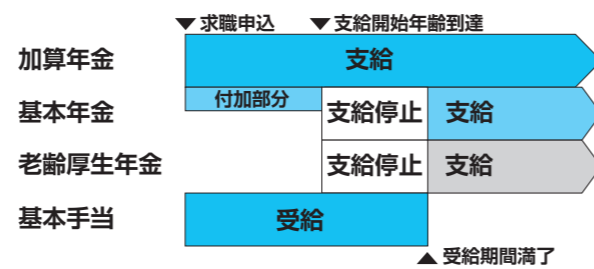 ▼求職申込 ▼支給開始年齢到達
加算年金 支給
基本年金 付加部分 支給停止 支給
老齢厚生年金 支給停止 支給
基本手当 受給
▲受給期間満了